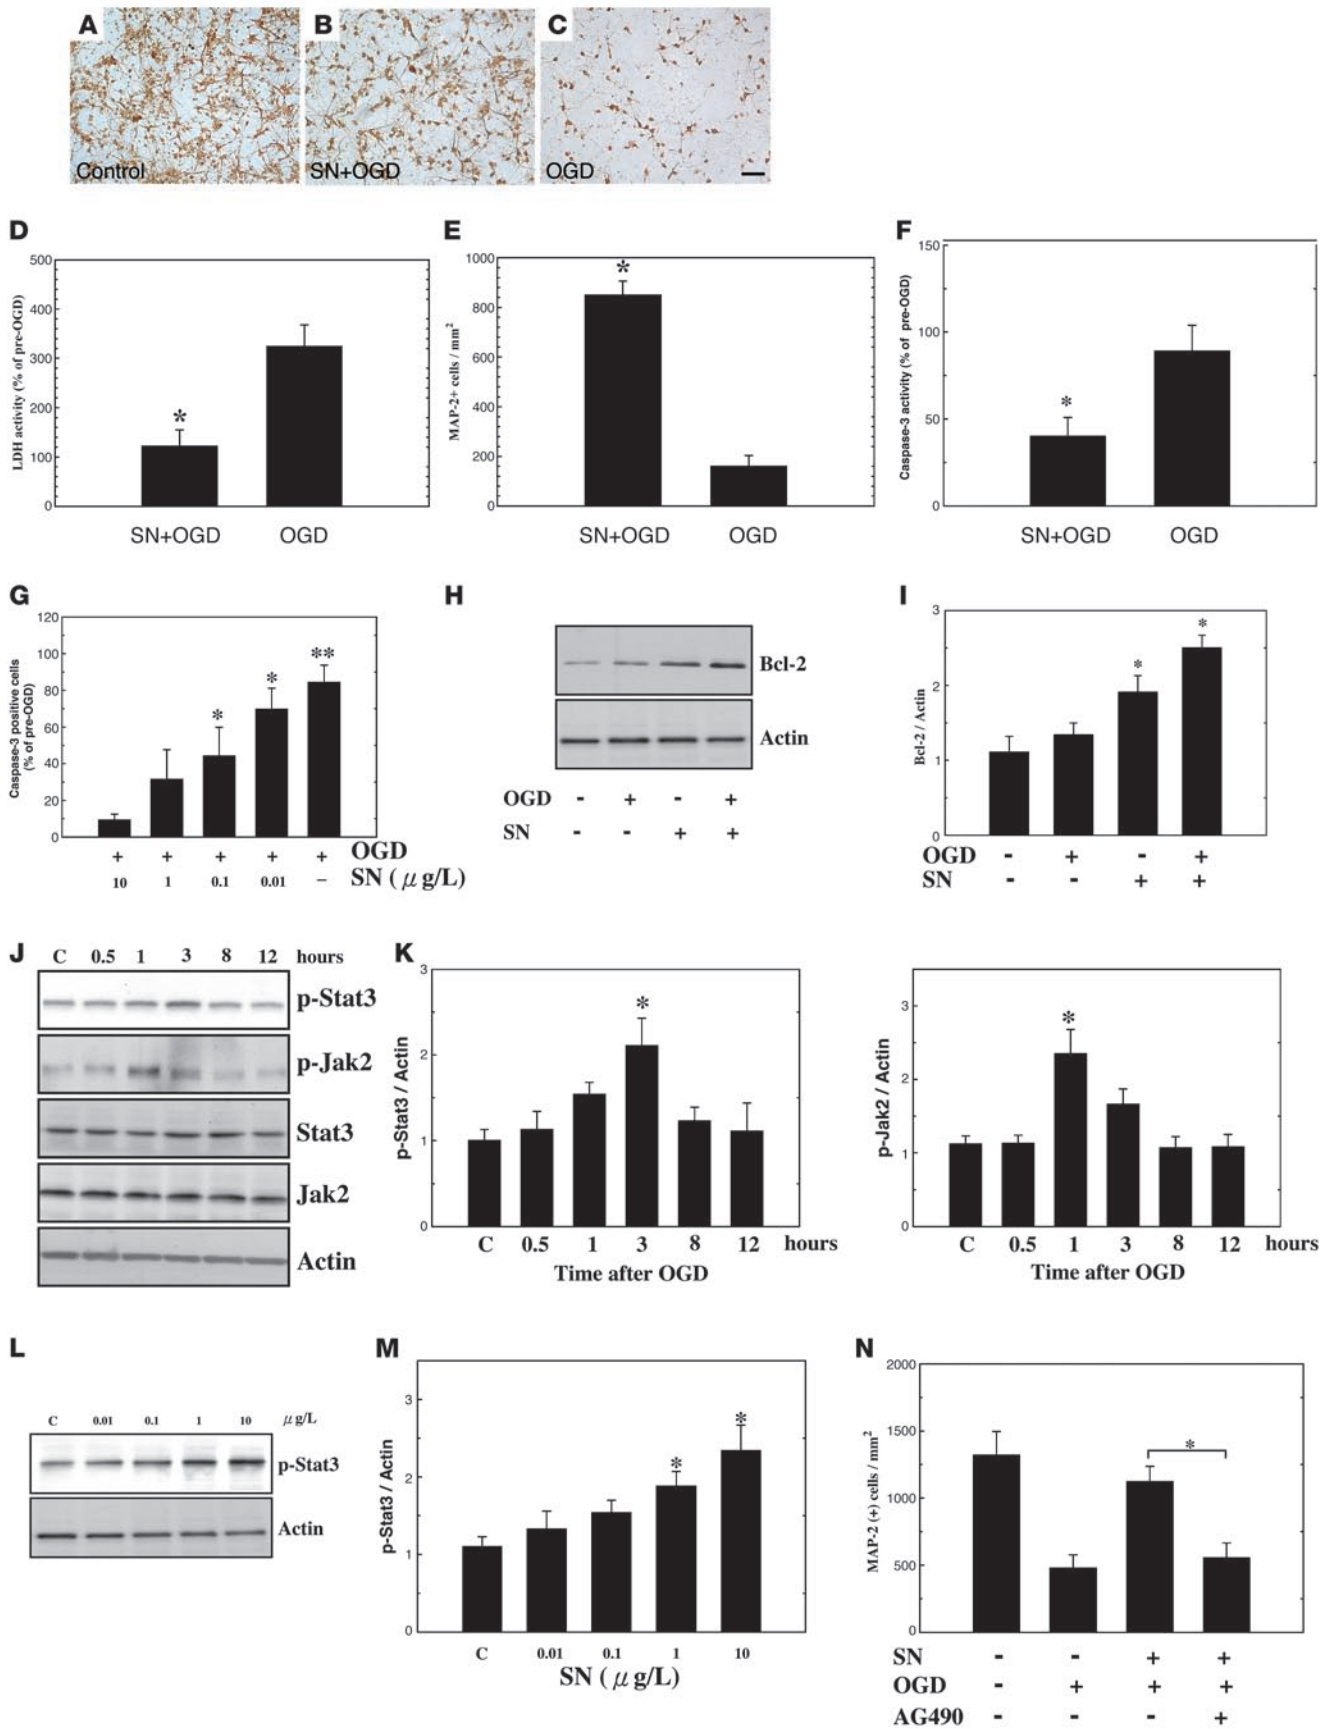 A B C
Control SN+OGD OGD
D
LDH activity (% of pre-OGD)
500
400
300
200
100
0
*
SN+OGD OGD
E
MAP-2+ cells / mm²
1000
800
600
400
200
0
*
SN+OGD OGD
F
Caspase-3 activity (% of pre-OGD)
150
100
50
0
*
SN+OGD OGD
G
Caspase-3 positive cells
(% of pre-OGD)
120
100
80
60
40
20
0
* * **
+ + + + + OGD
10 1 0.1 0.01 – SN ( μ g/L)
H
Bcl-2
Actin
OGD - + - +
SN - - + +
I
Bcl-2 / Actin
3
2
1
0
* *
OGD - + - +
SN - - + +
J
C 0.5 1 3 8 12 hours
p-Stat3
p-Jak2
Stat3
Jak2
Actin
K
p-Stat3 / Actin
3
2
1
0
*
C 0.5 1 3 8 12 hours
Time after OGD
p-Jak2 / Actin
3
2
1
0
*
C 0.5 1 3 8 12 hours
Time after OGD
L
C 0.01 0.1 1 10 μ g/L
p-Stat3
Actin
M
p-Stat3 / Actin
3
2
1
0
* *
C 0.01 0.1 1 10
SN ( μ g/L)
N
MAP-2 (+) cells / mm²
2000
1500
1000
500
0
*
SN - - + +
OGD - + + +
AG490 - - - +